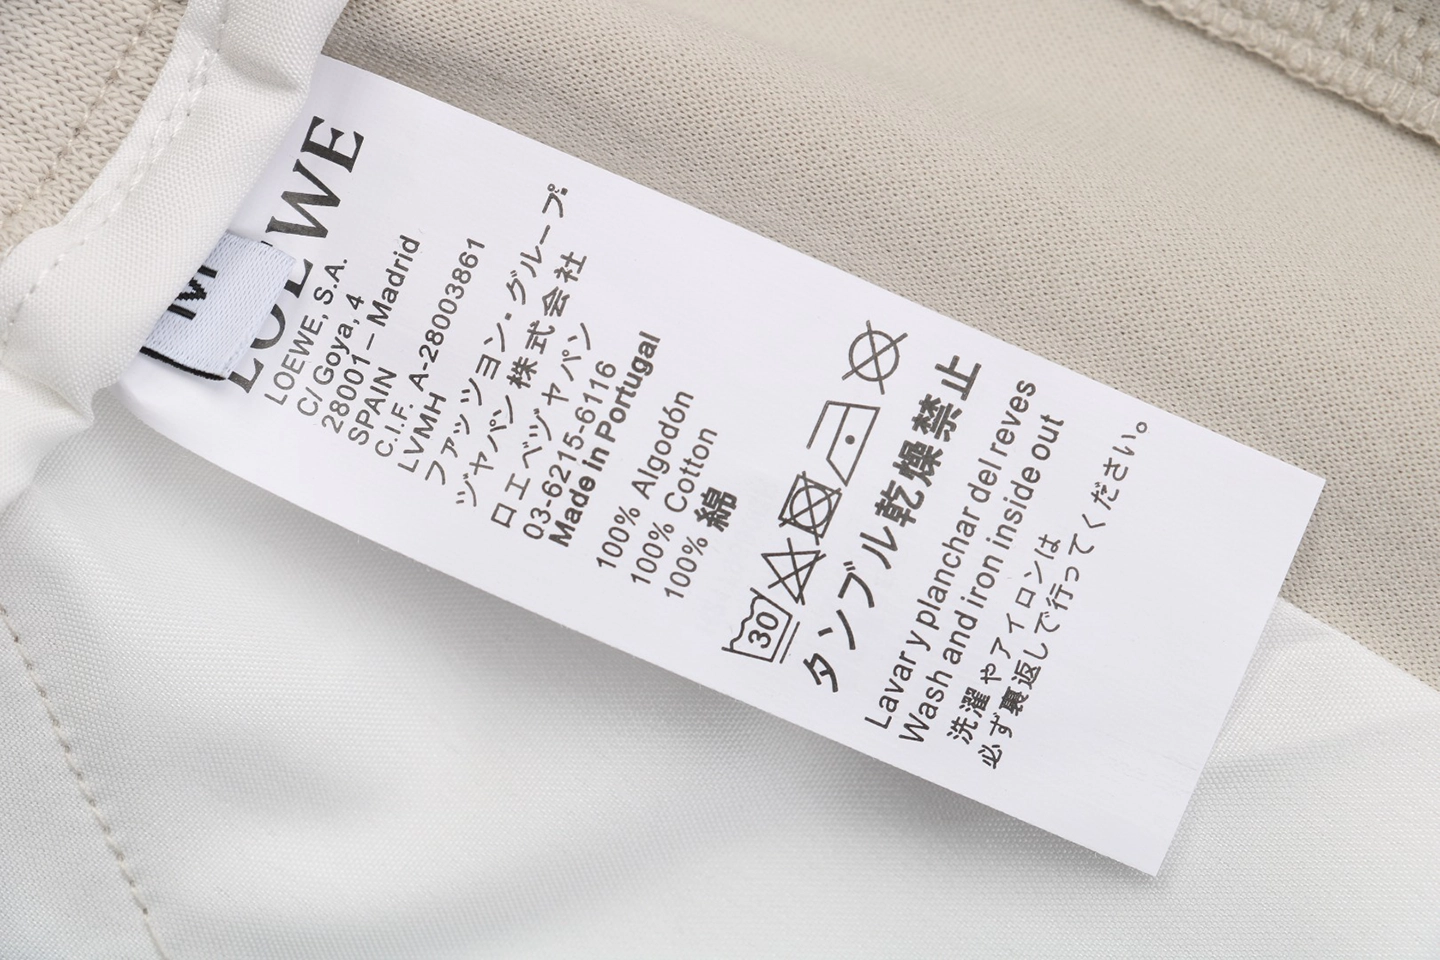 LOEWE
M
LOEWE, S.A.
C/ Goya, 4
28001 – Madrid
SPAIN
C.I.F. A-28003861
LVMH
ファッション・グループ
ヅャパン株式会社
ロエベヅャパン
03-6215-6116
Made in Portugal
100% Algodón
100% Cotton
100% 綿
30
タンブル乾燥禁止
Lavar y planchar del reves
Wash and iron inside out
洗濯やアイロンは
必ず裏返しで行ってください。